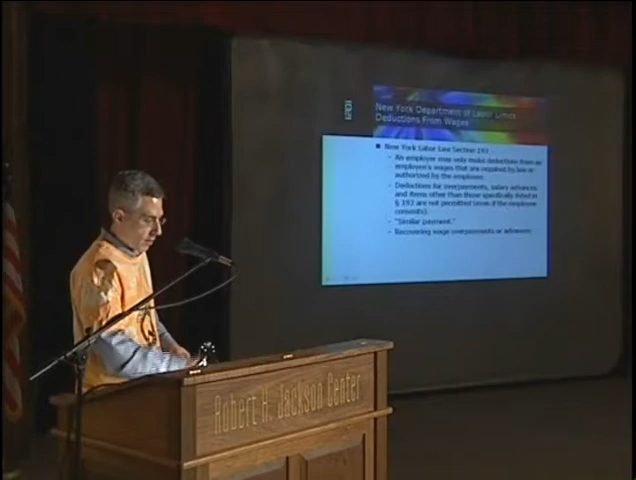 New York Department of Labor Limits
Deductions From Wages
New York Labor Law Section 193
- An employer may only make deductions from an
employee's wages that are required by law or
authorized by the employee.
- Deductions for overpayments, salary advances
and items other than those specifically listed in
§ 193 are not permitted (even if the employee
consents).
- "Similar payment."
- Recovering wage overpayments or advances
Robert H. Jackson Center